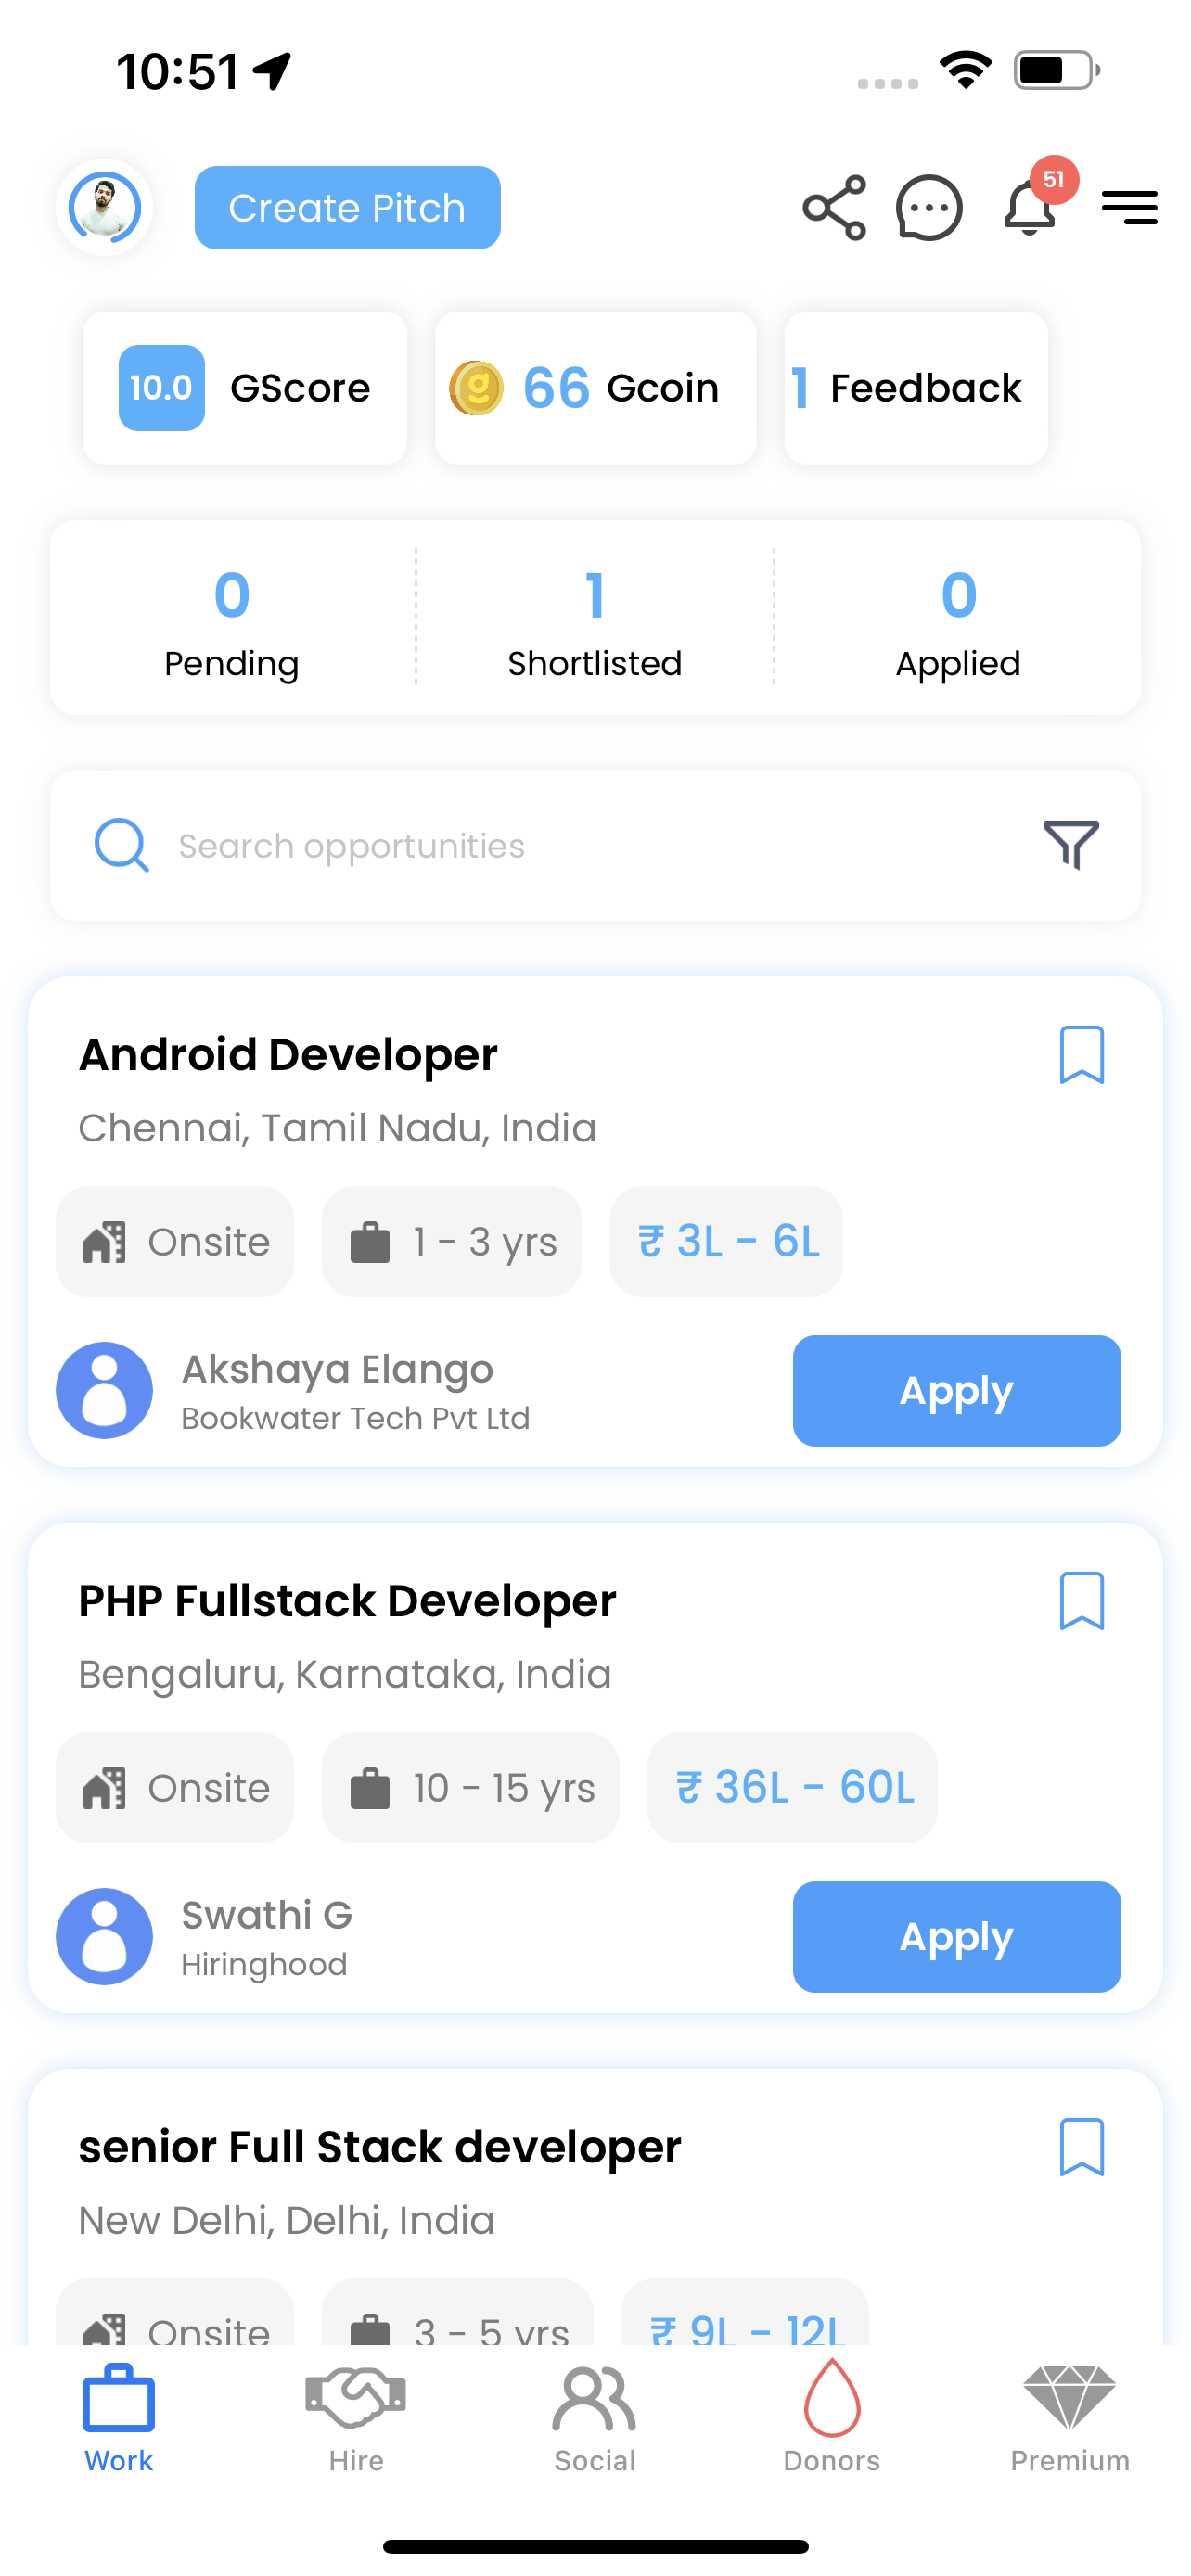 10:51
Create Pitch
51
10.0 GScore
g 66 Gcoin
1 Feedback
0 1 0
Pending Shortlisted Applied
Search opportunities
Android Developer
Chennai, Tamil Nadu, India
Onsite 1 - 3 yrs ₹ 3L - 6L
Akshaya Elango
Bookwater Tech Pvt Ltd
Apply
PHP Fullstack Developer
Bengaluru, Karnataka, India
Onsite 10 - 15 yrs ₹ 36L - 60L
Swathi G
Hiringhood
Apply
senior Full Stack developer
New Delhi, Delhi, India
Onsite 3 - 5 yrs ₹ 9L - 12L
Work Hire Social Donors Premium